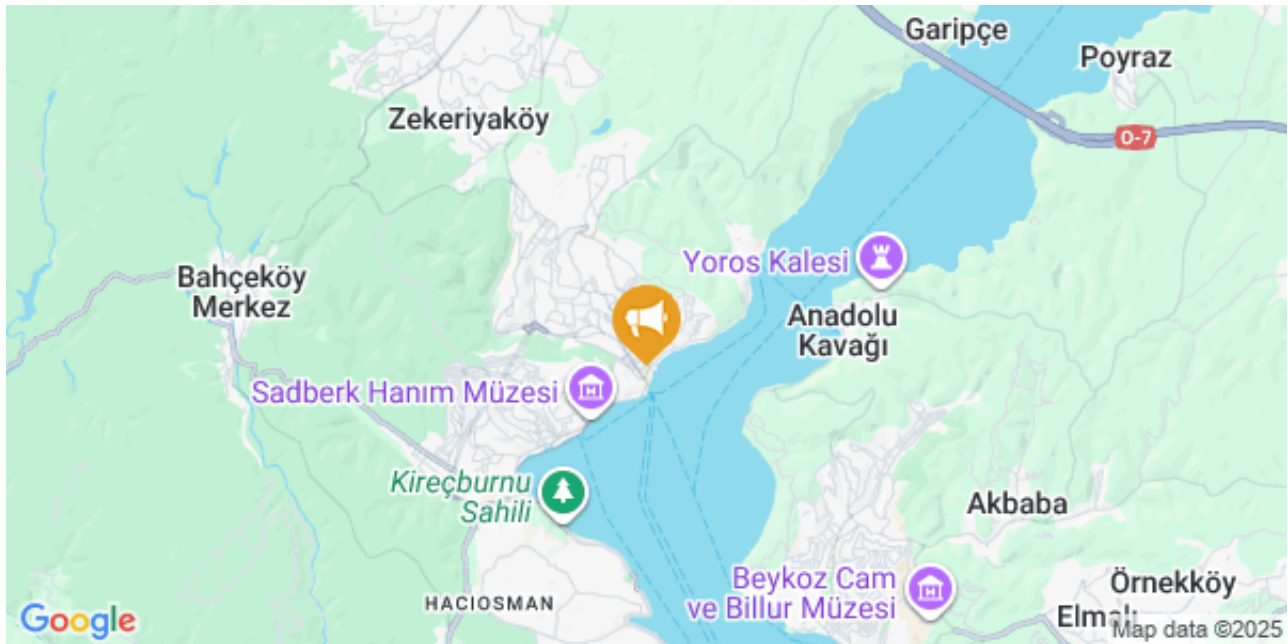 Garipçe
Poyraz
Zekeriyaköy
O-7
Bahçeköy
Merkez
Yoros Kalesi
Anadolu
Kavağı
Sadberk Hanım Müzesi
Kireçburnu
Sahili
Akbaba
Beykoz Cam
ve Billur Müzesi
Örnekköy
HACIOSMAN
Elmalı
Google
Map data ©2025